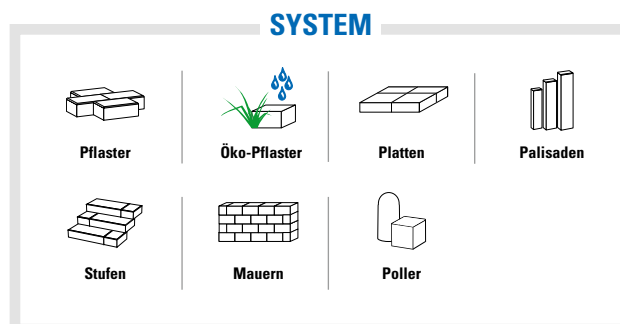 SYSTEM
Pflaster
Öko-Pflaster
Platten
Palisaden
Stufen
Mauern
Poller